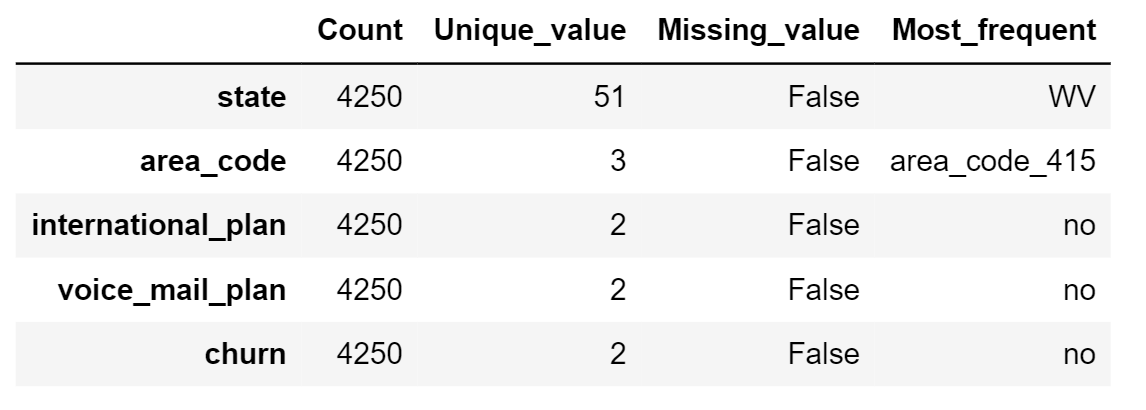 Count Unique_value Missing_value Most_frequent
state 4250 51 False WV
area_code 4250 3 False area_code_415
international_plan 4250 2 False no
voice_mail_plan 4250 2 False no
churn 4250 2 False no